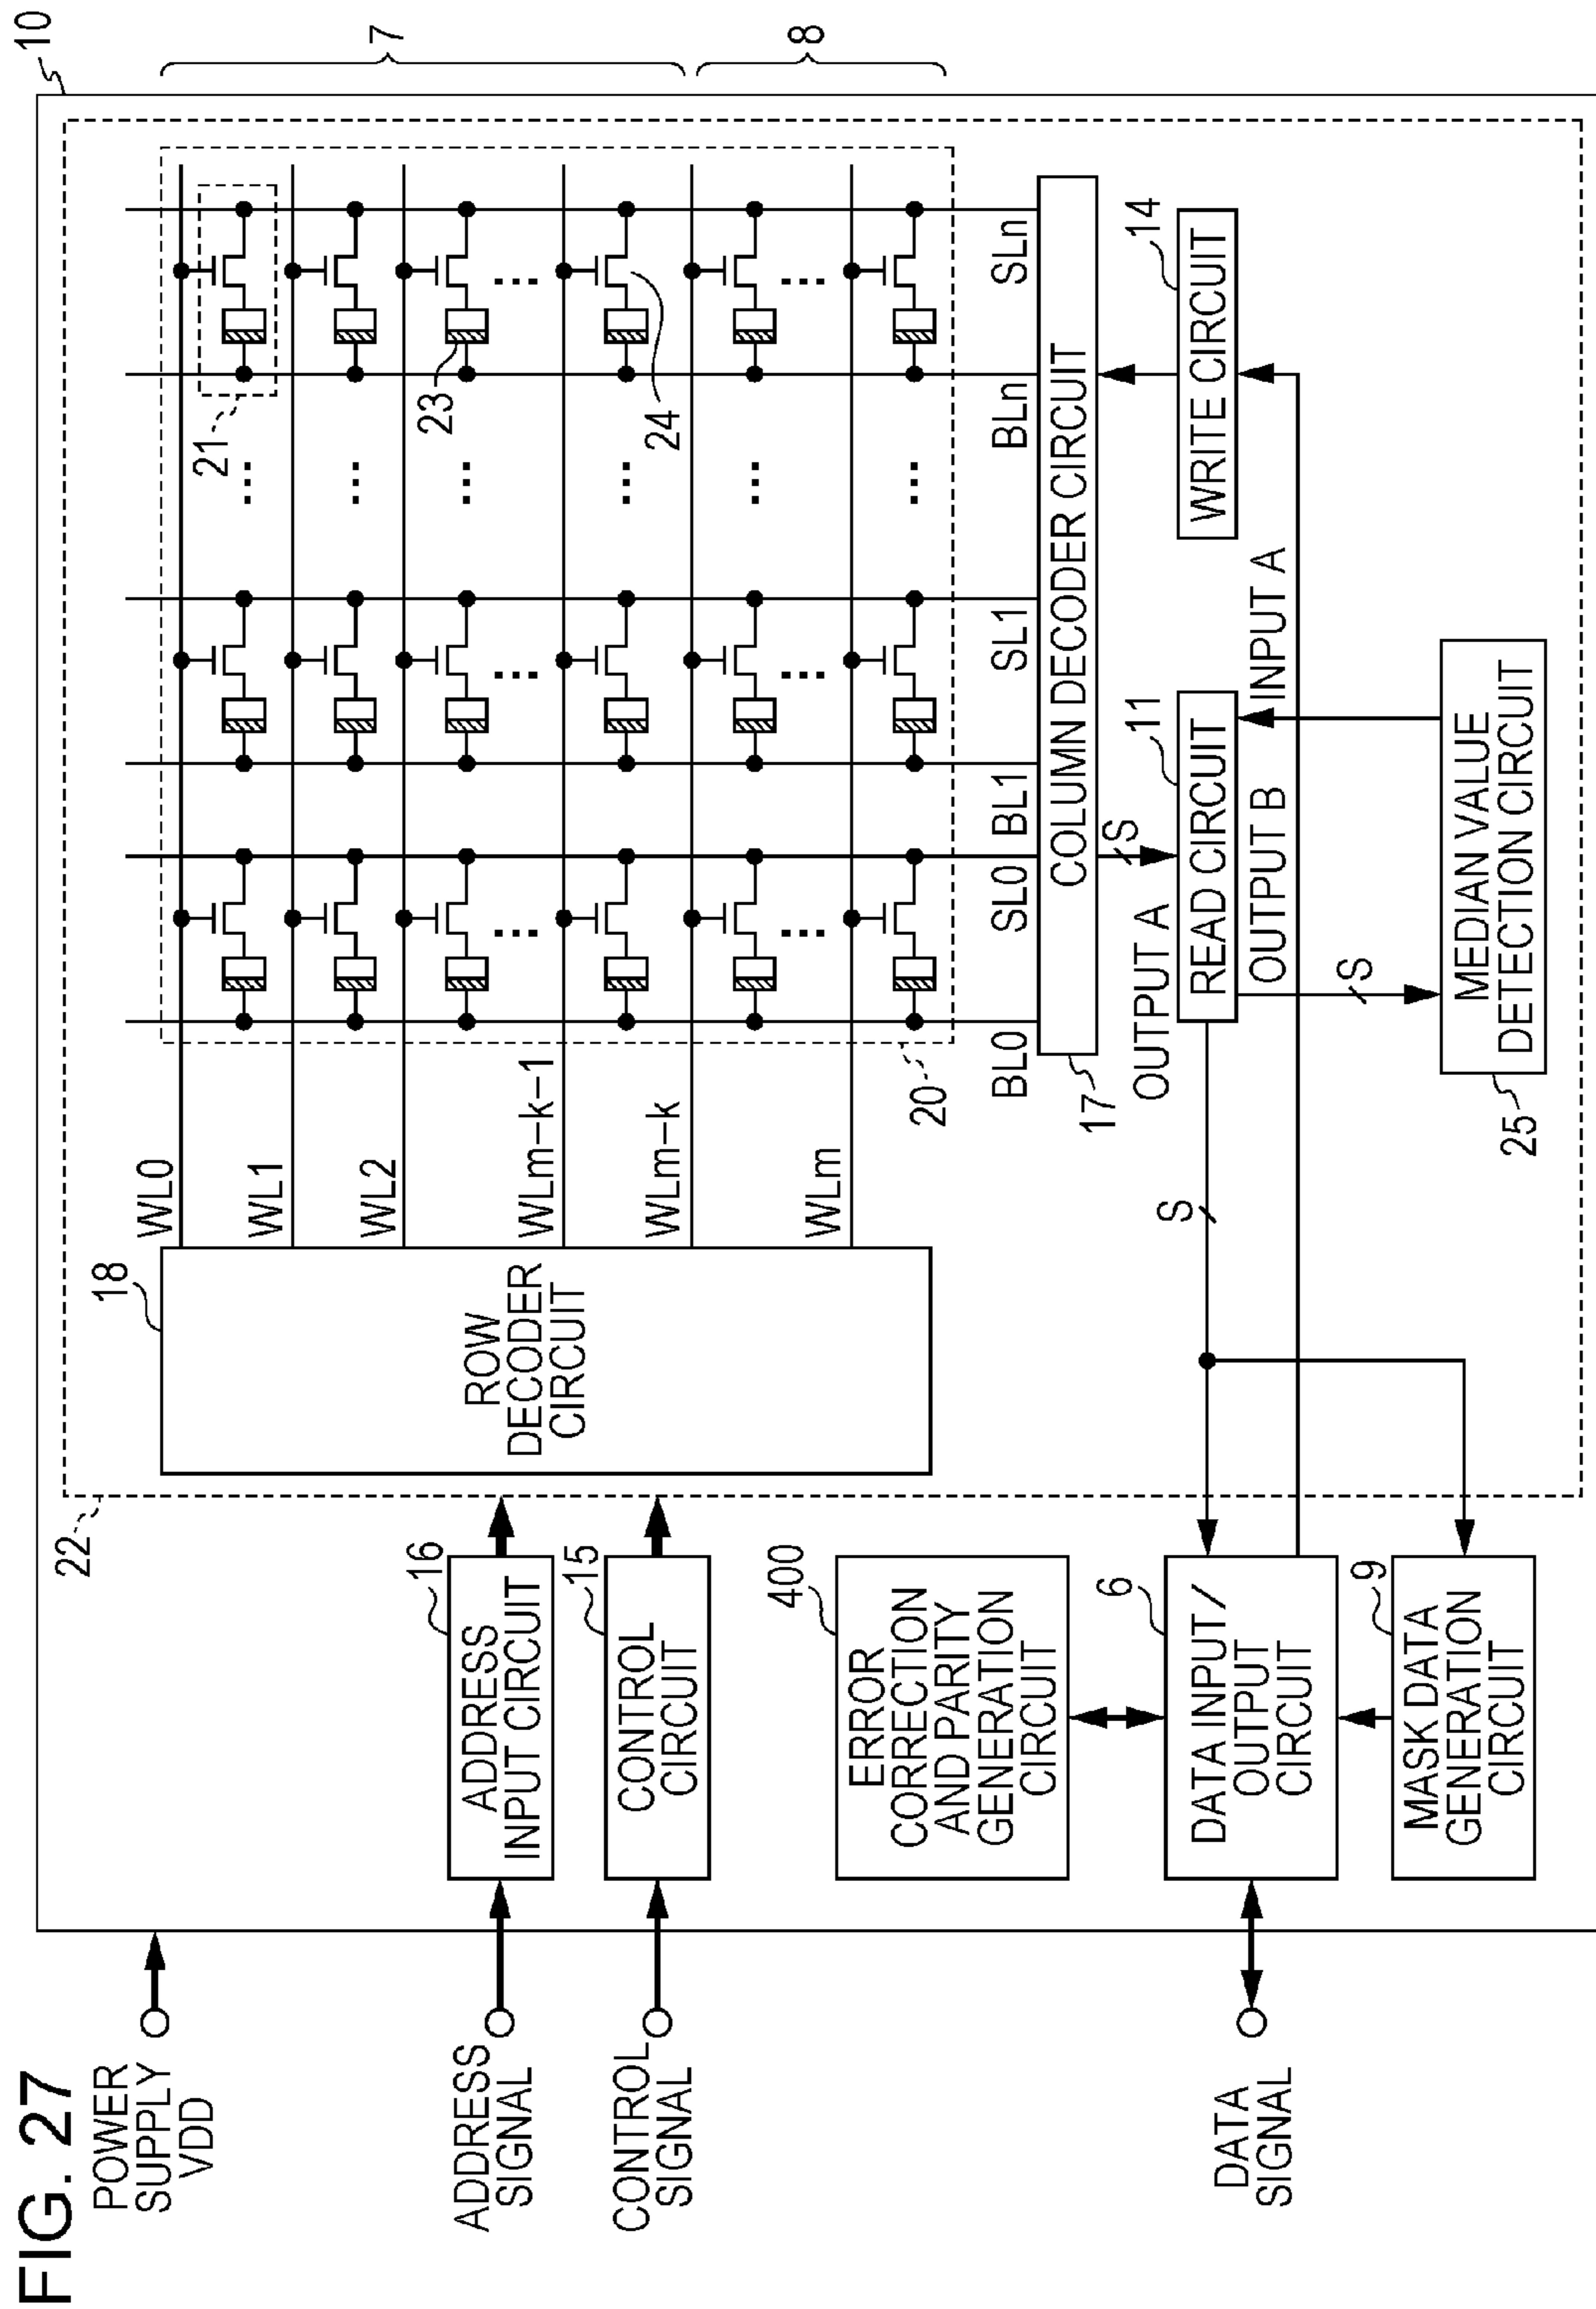 FIG. 27
10
POWER
SUPPLY
VDD
22
18
WL0
7
21
WL1
ADDRESS
SIGNAL
16
ADDRESS
INPUT CIRCUIT
ROW
DECODER
CIRCUIT
WL2
23
CONTROL
SIGNAL
15
CONTROL
CIRCUIT
WLm-k-1
24
WLm-k
8
400
ERROR
CORRECTION
AND PARITY
GENERATION
CIRCUIT
WLm
20
BL0
SL0
BL1
SL1
BLn
SLn
17
COLUMN DECODER CIRCUIT
OUTPUT A
S
6
DATA INPUT/
OUTPUT
CIRCUIT
S
READ CIRCUIT
11
WRITE CIRCUIT
14
DATA
SIGNAL
OUTPUT B
INPUT A
S
9
MASK DATA
GENERATION
CIRCUIT
25
MEDIAN VALUE
DETECTION CIRCUIT